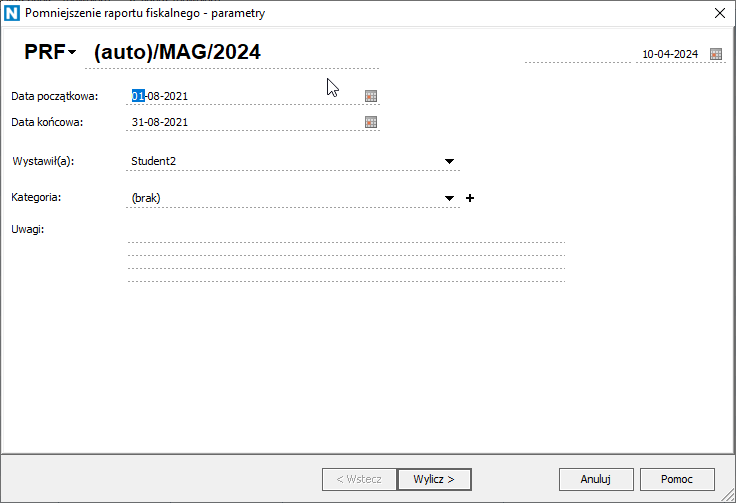 N Pomniejszenie raportu fiskalnego - parametry
PRF (auto)/MAG/2024
10-04-2024
Data początkowa: 01-08-2021
Data końcowa: 31-08-2021
Wystawił(a): Student2
Kategoria: (brak)
Uwagi:
< Wstecz Wylicz > Anuluj Pomoc